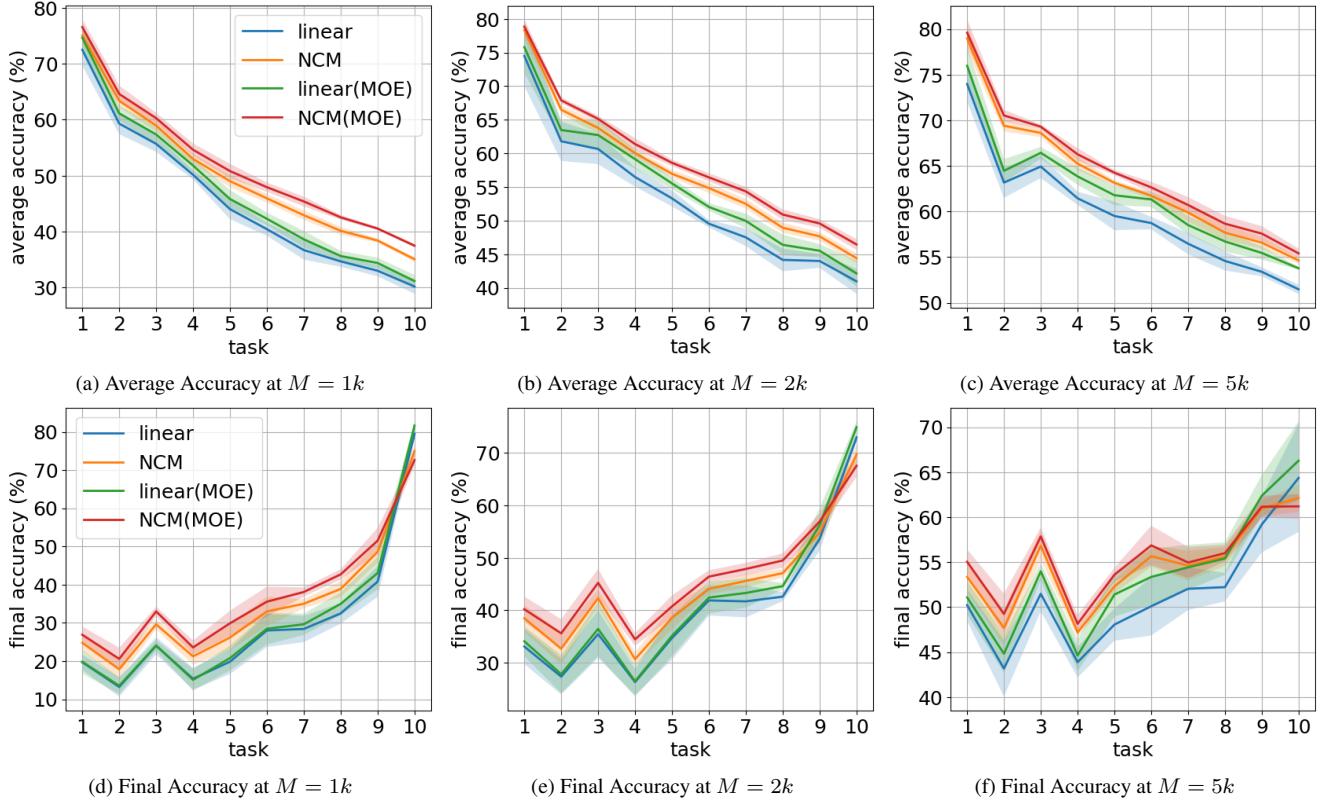 80
70
60
50
40
30
average accuracy (%)
linear
NCM
linear(MOE)
NCM(MOE)
1 2 3 4 5 6 7 8 9 10
task
(a) Average Accuracy at M = 1k
80
75
70
65
60
55
50
45
40
average accuracy (%)
1 2 3 4 5 6 7 8 9 10
task
(b) Average Accuracy at M = 2k
80
75
70
65
60
55
50
average accuracy (%)
1 2 3 4 5 6 7 8 9 10
task
(c) Average Accuracy at M = 5k
80
70
60
50
40
30
20
10
final accuracy (%)
linear
NCM
linear(MOE)
NCM(MOE)
1 2 3 4 5 6 7 8 9 10
task
(d) Final Accuracy at M = 1k
70
60
50
40
30
final accuracy (%)
1 2 3 4 5 6 7 8 9 10
task
(e) Final Accuracy at M = 2k
70
65
60
55
50
45
40
final accuracy (%)
1 2 3 4 5 6 7 8 9 10
task
(f) Final Accuracy at M = 5k